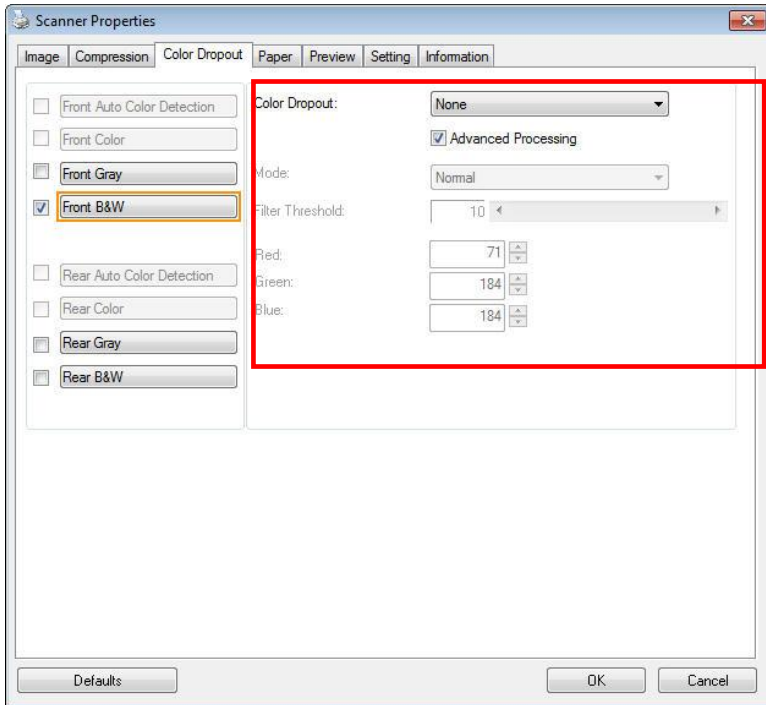 Scanner Properties
Image Compression Color Dropout Paper Preview Setting Information
Front Auto Color Detection
Front Color
Front Gray
Front B&W
Rear Auto Color Detection
Rear Color
Rear Gray
Rear B&W
Color Dropout: None
Advanced Processing
Mode: Normal
Filter Threshold: 10
Red: 71
Green: 184
Blue: 184
Defaults OK Cancel